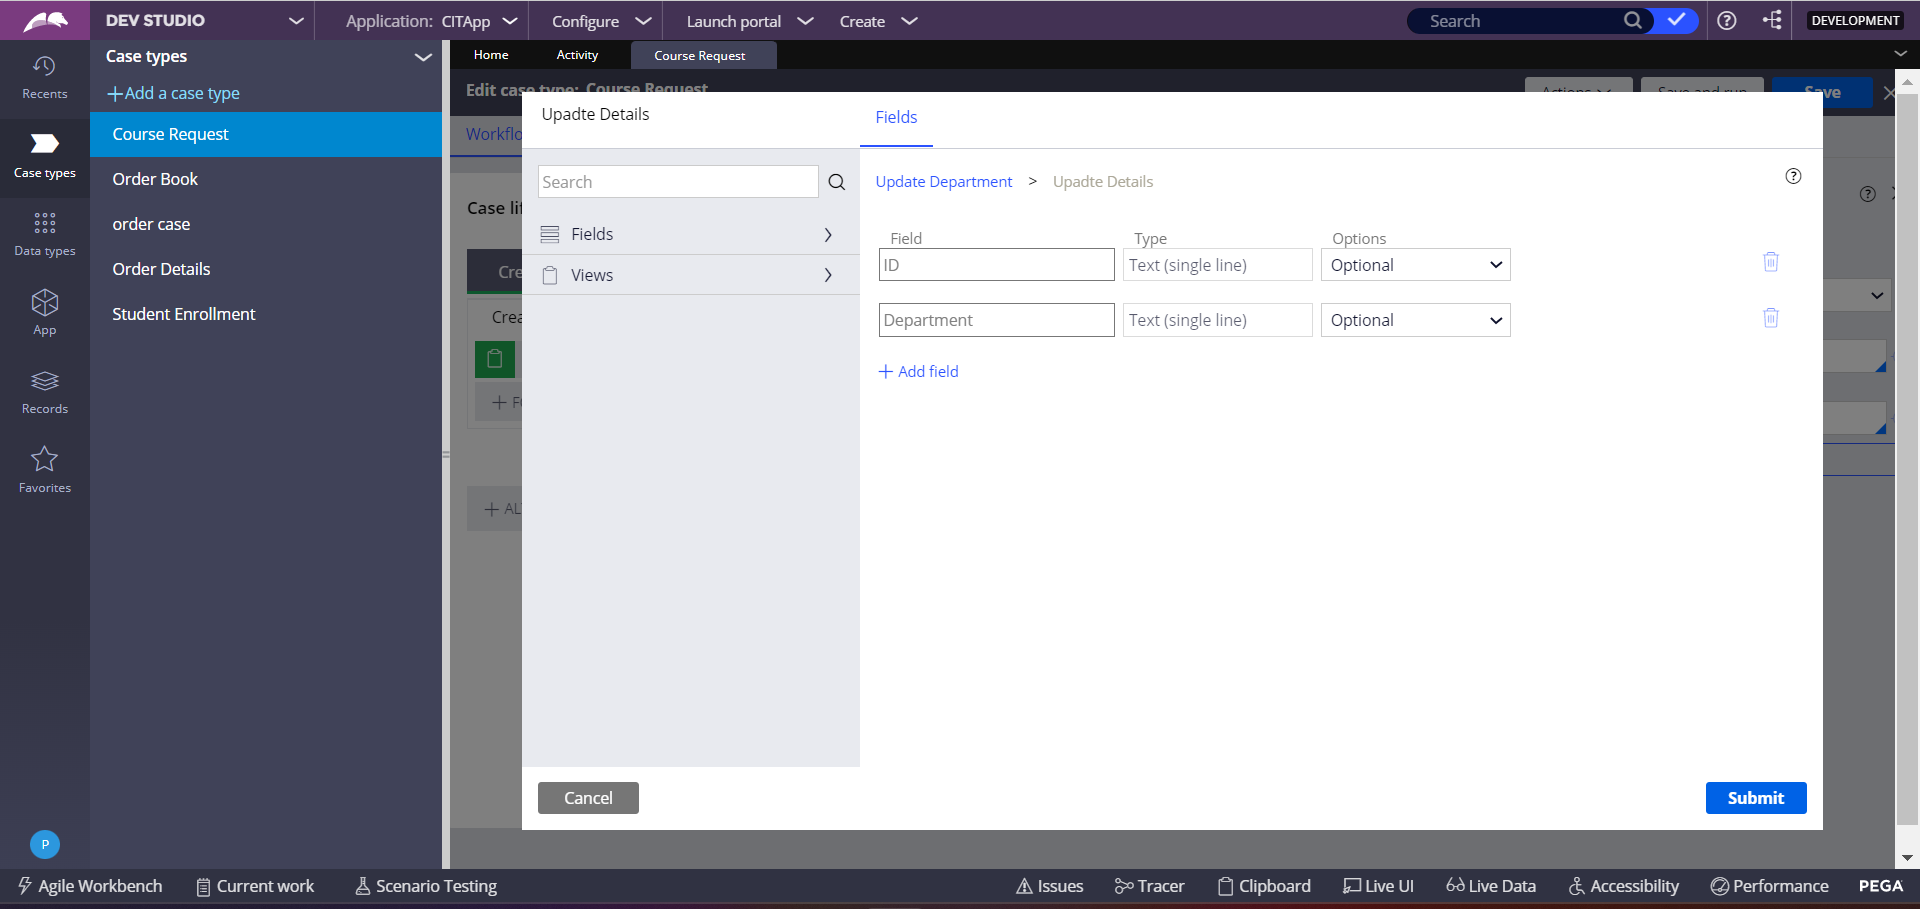 DEV STUDIO
Application: CITApp
Configure
Launch portal
Create
Search
DEVELOPMENT
Recents
Case types
Data types
App
Records
Favorites
P
Case types
+Add a case type
Course Request
Order Book
order case
Order Details
Student Enrollment
Home
Activity
Course Request
Edit case type: Course Request
Actions
Save and run
Save
Workflo
Case lif
Cre
Crea
+ F
+ AL
Upadte Details
Fields
Search
Fields
Views
Update Department > Upadte Details
Field Type Options
ID Text (single line) Optional
Department Text (single line) Optional
+ Add field
Cancel
Submit
Agile Workbench
Current work
Scenario Testing
Issues
Tracer
Clipboard
Live UI
Live Data
Accessibility
Performance
PEGA